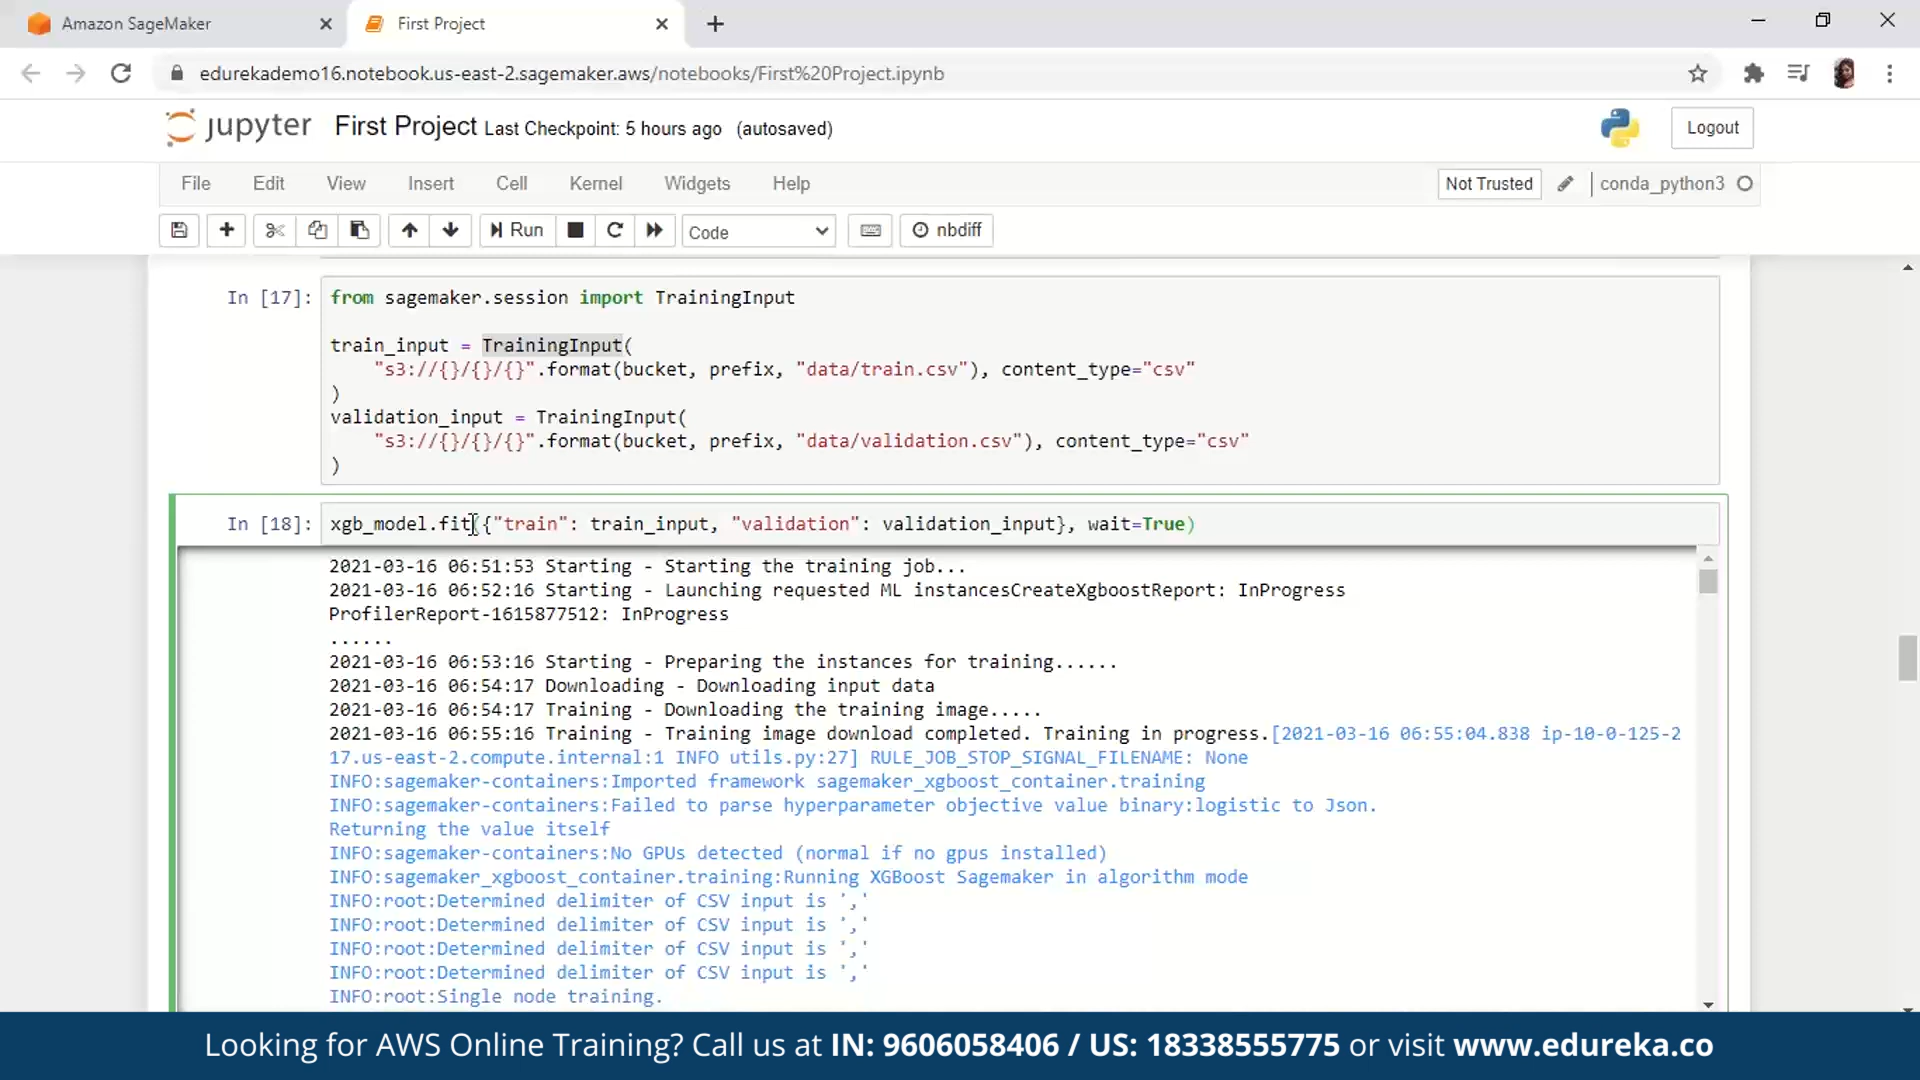 Amazon SageMaker
First Project
edurekademo16.notebook.us-east-2.sagemaker.aws/notebooks/First%20Project.ipynb
jupyter First Project Last Checkpoint: 5 hours ago (autosaved)
Logout
File Edit View Insert Cell Kernel Widgets Help
Not Trusted conda_python3
Run Code nbdiff
In [17]: from sagemaker.session import TrainingInput
train_input = TrainingInput(
"s3://{}/{}/{}".format(bucket, prefix, "data/train.csv"), content_type="csv"
)
validation_input = TrainingInput(
"s3://{}/{}/{}".format(bucket, prefix, "data/validation.csv"), content_type="csv"
)
In [18]: xgb_model.fit({"train": train_input, "validation": validation_input}, wait=True)
2021-03-16 06:51:53 Starting - Starting the training job...
2021-03-16 06:52:16 Starting - Launching requested ML instancesCreateXgboostReport: InProgress
ProfilerReport-1615877512: InProgress
......
2021-03-16 06:53:16 Starting - Preparing the instances for training......
2021-03-16 06:54:17 Downloading - Downloading input data
2021-03-16 06:54:17 Training - Downloading the training image.....
2021-03-16 06:55:16 Training - Training image download completed. Training in progress.[2021-03-16 06:55:04.838 ip-10-0-125-2
17.us-east-2.compute.internal:1 INFO utils.py:27] RULE_JOB_STOP_SIGNAL_FILENAME: None
INFO:sagemaker-containers:Imported framework sagemaker_xgboost_container.training
INFO:sagemaker-containers:Failed to parse hyperparameter objective value binary:logistic to Json.
Returning the value itself
INFO:sagemaker-containers:No GPUs detected (normal if no gpus installed)
INFO:sagemaker_xgboost_container.training:Running XGBoost Sagemaker in algorithm mode
INFO:root:Determined delimiter of CSV input is ','
INFO:root:Determined delimiter of CSV input is ','
INFO:root:Determined delimiter of CSV input is ','
INFO:root:Determined delimiter of CSV input is ','
INFO:root:Single node training.
Looking for AWS Online Training? Call us at IN: 9606058406 / US: 18338555775 or visit www.edureka.co